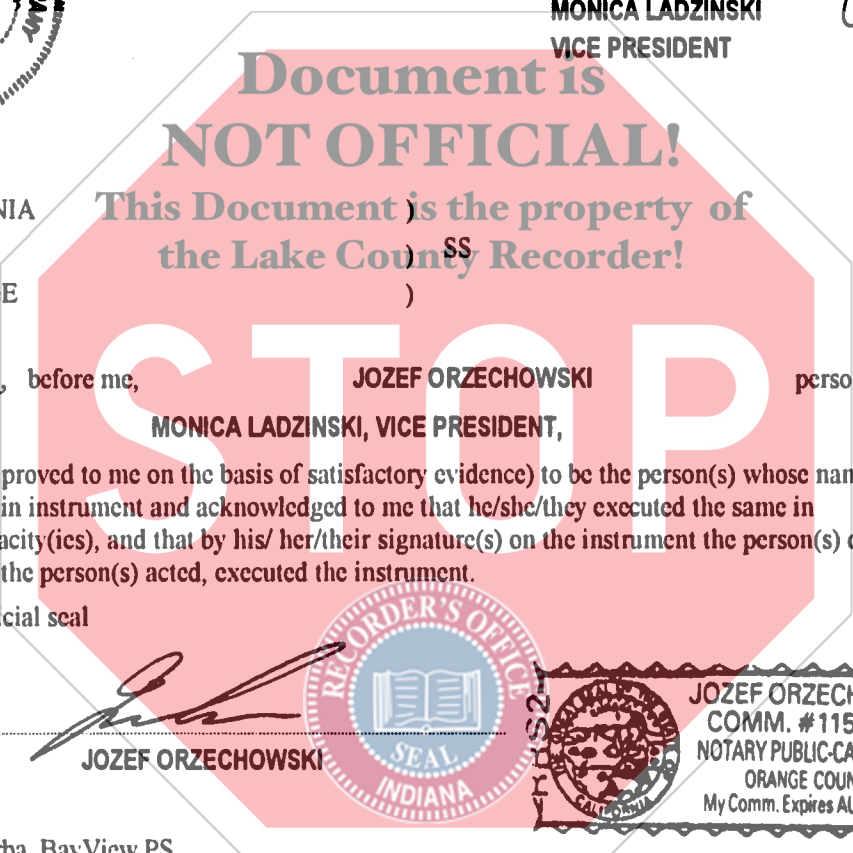 MONICA LADZINSKI
VICE PRESIDENT
Document is
NOT OFFICIAL!
NIA )
This Document is the property of
) SS
the Lake County Recorder!
E )
STOP
, before me, JOZEF ORZECHOWSKI perso
MONICA LADZINSKI, VICE PRESIDENT,
proved to me on the basis of satisfactory evidence) to be the person(s) whose nam
in instrument and acknowledged to me that he/she/they executed the same in
acity(ies), and that by his/ her/their signature(s) on the instrument the person(s) o
the person(s) acted, executed the instrument.
cial seal
RECORDER'S OFFICE
SEAL
INDIANA
JOZEF ORZECHOWSKI
JOZEF ORZECH
COMM. #115
NOTARY PUBLIC-CA
ORANGE COUN
My Comm. Expires AU
CALIFORNIA
ba, BayView PS